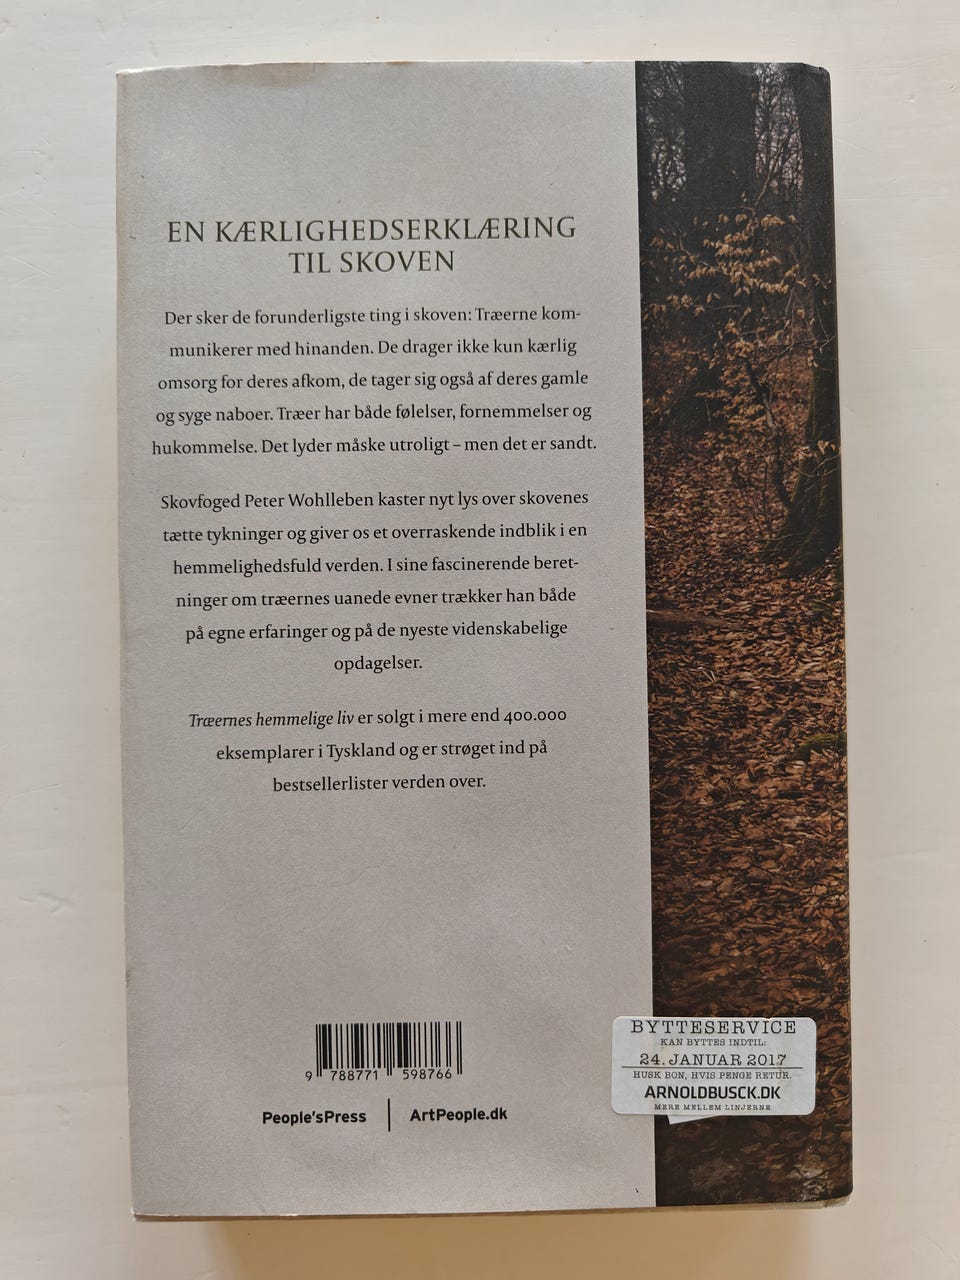 EN KÆRLIGHEDSERKLÆRING
TIL SKOVEN
Der sker de forunderligste ting i skoven: Træerne kom-
munikerer med hinanden. De drager ikke kun kærlig
omsorg for deres afkom, de tager sig også af deres gamle
og syge naboer. Træer har både følelser, fornemmelser og
hukommelse. Det lyder måske utroligt – men det er sandt.
Skovfoged Peter Wohlleben kaster nyt lys over skovenes
tætte tykninger og giver os et overraskende indblik i en
hemmelighedsfuld verden. I sine fascinerende beret-
ninger om træernes uanede evner trækker han både
på egne erfaringer og på de nyeste videnskabelige
opdagelser.
Træernes hemmelige liv er solgt i mere end 400.000
eksemplarer i Tyskland og er strøget ind på
bestsellerlister verden over.
9 788771 598766
People'sPress | ArtPeople.dk
BYTTESERVICE
KAN BYTTES INDTIL:
24. JANUAR 2017
HUSK BON, HVIS PENGE RETUR.
ARNOLDBUSCK.DK
MERE MELLEM LINJERNE